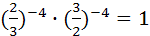 (2/3)⁻⁴ · (3/2)⁻⁴ = 1